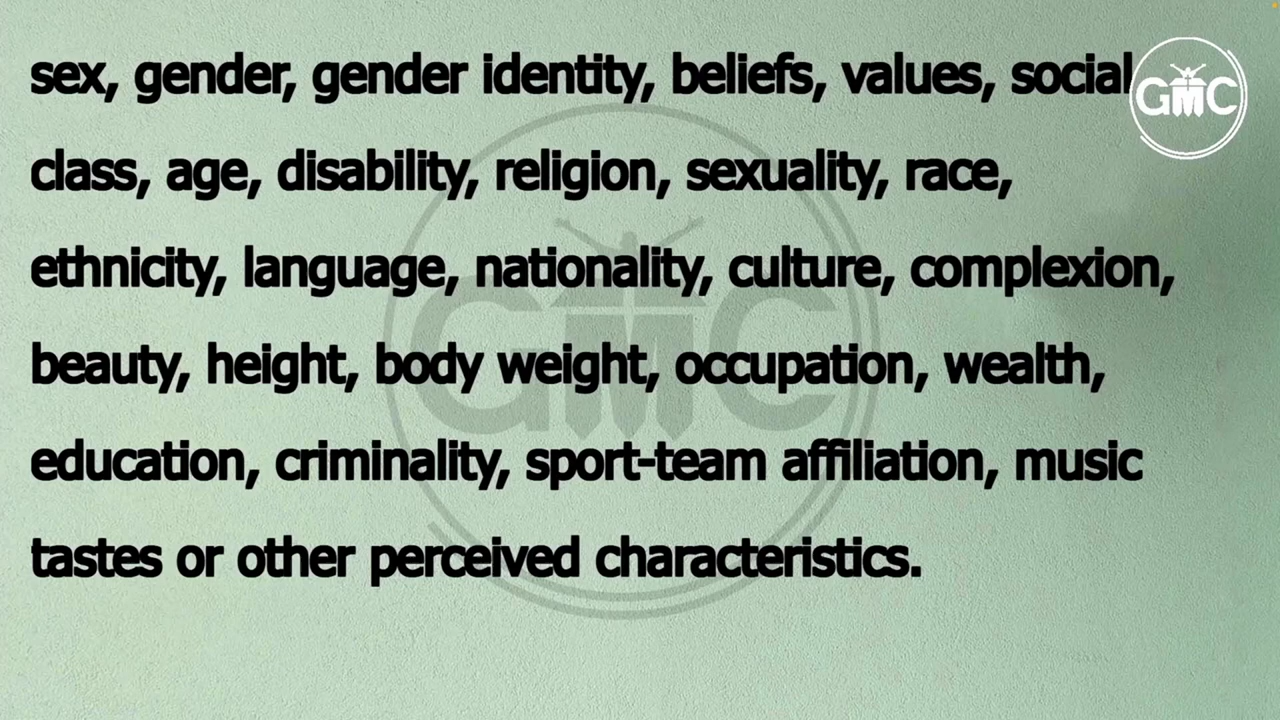 sex, gender, gender identity, beliefs, values, social
GMC
class, age, disability, religion, sexuality, race,
ethnicity, language, nationality, culture, complexion,
GMC
beauty, height, body weight, occupation, wealth,
education, criminality, sport-team affiliation, music
tastes or other perceived characteristics.